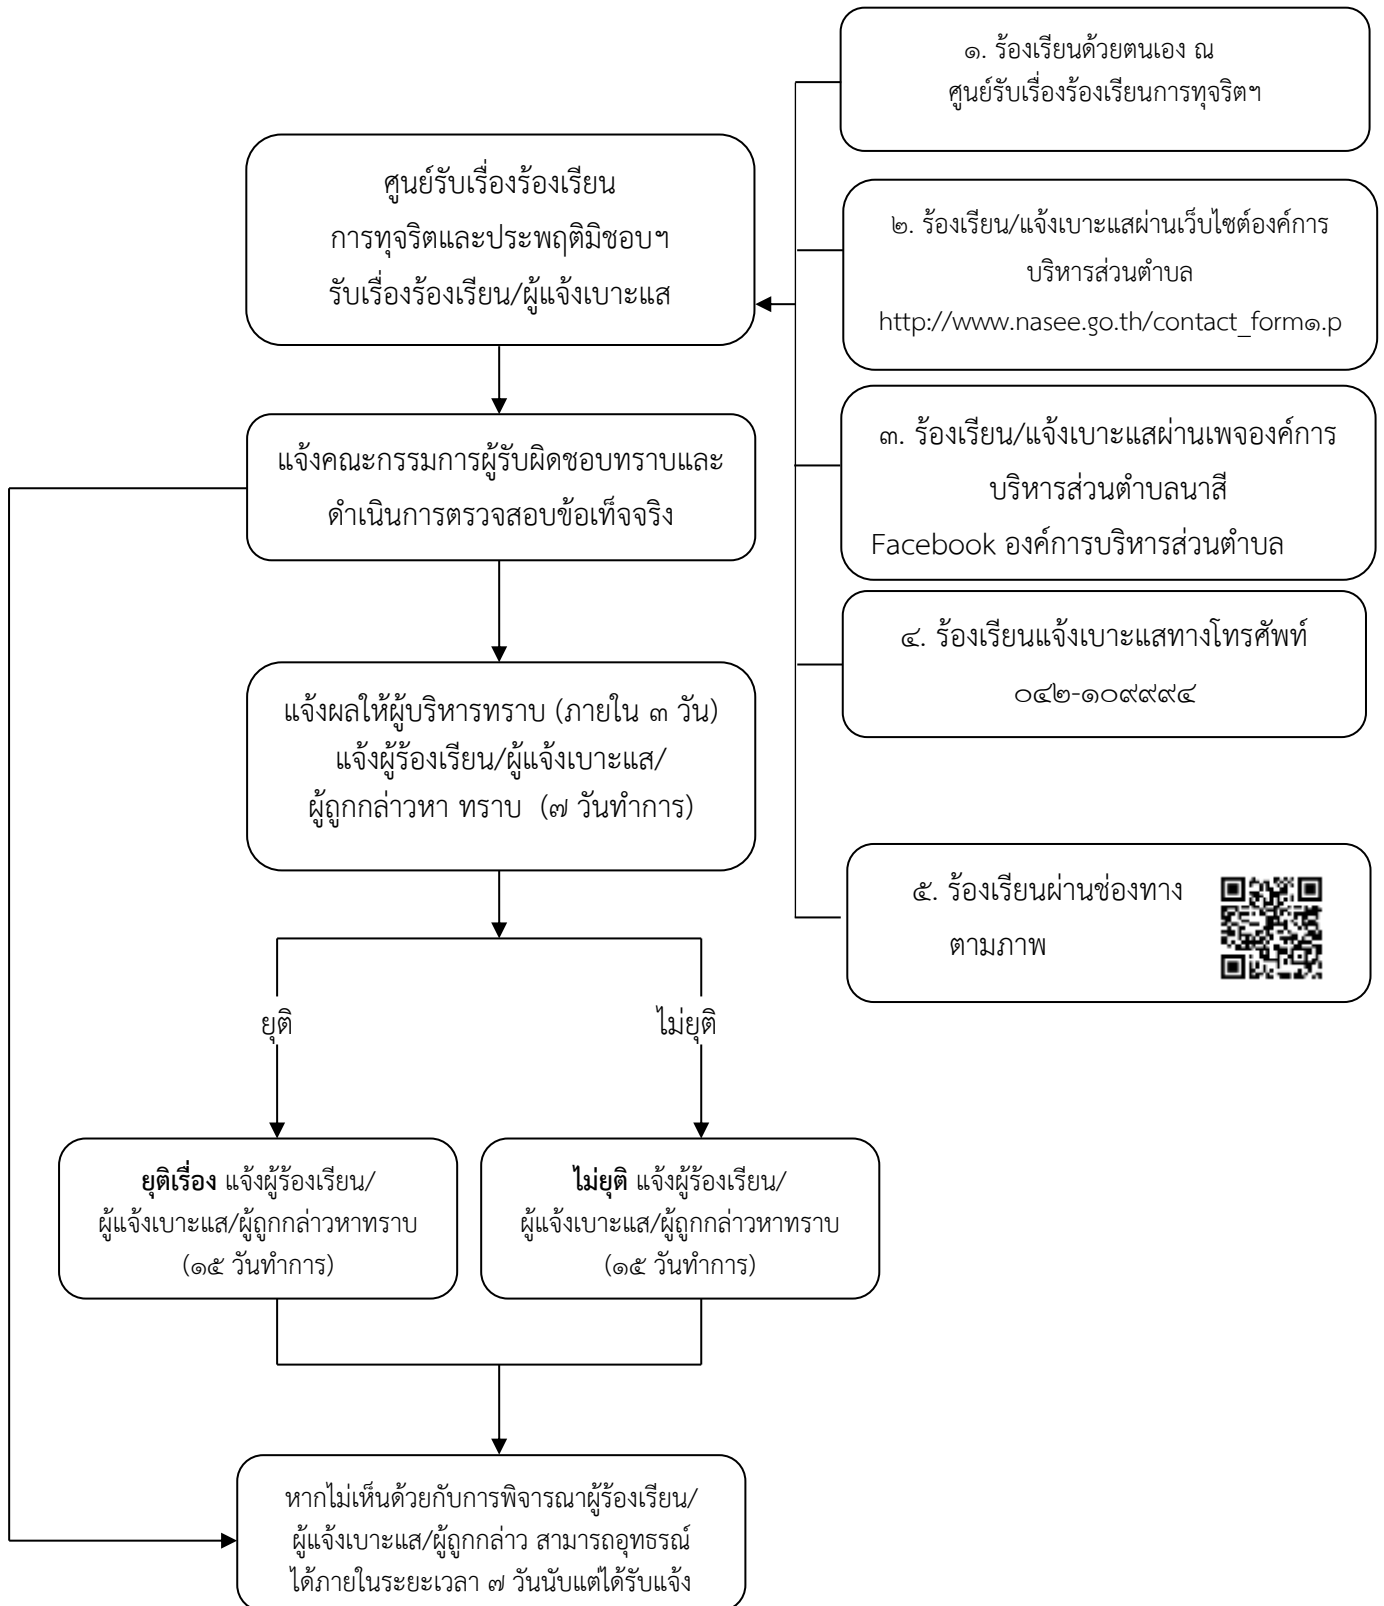 ๑. ร้องเรียนด้วยตนเอง ณ
ศูนย์รับเรื่องร้องเรียนการทุจริตฯ
ศูนย์รับเรื่องร้องเรียน
การทุจริตและประพฤติมิชอบฯ
รับเรื่องร้องเรียน/ผู้แจ้งเบาะแส
๒. ร้องเรียน/แจ้งเบาะแสผ่านเว็บไซต์องค์การ
บริหารส่วนตำบล
http://www.nasee.go.th/contact_form๑.p
๓. ร้องเรียน/แจ้งเบาะแสผ่านเพจองค์การ
บริหารส่วนตำบลนาสี
Facebook องค์การบริหารส่วนตำบล
๔. ร้องเรียนแจ้งเบาะแสทางโทรศัพท์
๐๔๒-๑๐๙๙๙๔
๕. ร้องเรียนผ่านช่องทาง
ตามภาพ
แจ้งคณะกรรมการผู้รับผิดชอบทราบและ
ดำเนินการตรวจสอบข้อเท็จจริง
แจ้งผลให้ผู้บริหารทราบ (ภายใน ๓ วัน)
แจ้งผู้ร้องเรียน/ผู้แจ้งเบาะแส/
ผู้ถูกกล่าวหา ทราบ (๗ วันทำการ)
ยุติ
ไม่ยุติ
ยุติเรื่อง แจ้งผู้ร้องเรียน/
ผู้แจ้งเบาะแส/ผู้ถูกกล่าวหาทราบ
(๑๕ วันทำการ)
ไม่ยุติ แจ้งผู้ร้องเรียน/
ผู้แจ้งเบาะแส/ผู้ถูกกล่าวหาทราบ
(๑๕ วันทำการ)
หากไม่เห็นด้วยกับการพิจารณาผู้ร้องเรียน/
ผู้แจ้งเบาะแส/ผู้ถูกกล่าว สามารถอุทธรณ์
ได้ภายในระยะเวลา ๗ วันนับแต่ได้รับแจ้ง